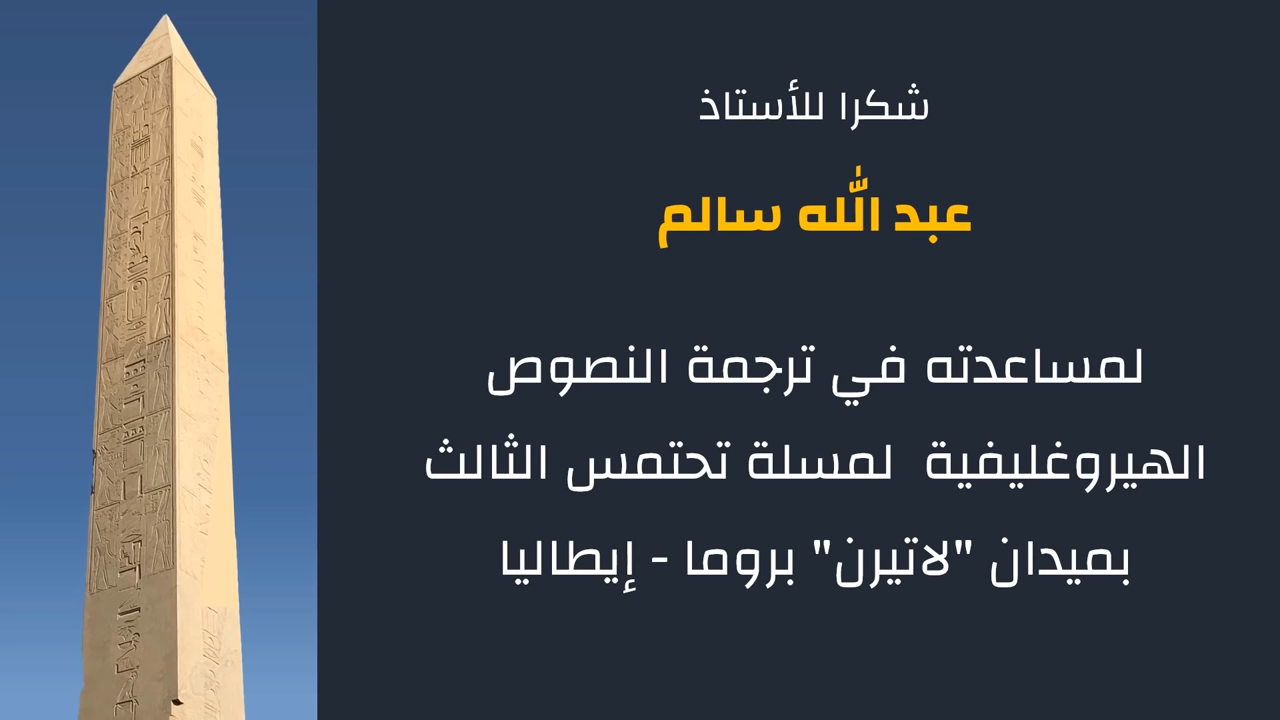 شكرا للأستاذ
عبد الله سالم
لمساعدته في ترجمة النصوص
الهيروغليفية لمسلة تحتمس الثالث
بميدان "لاتيرن" بروما - إيطاليا